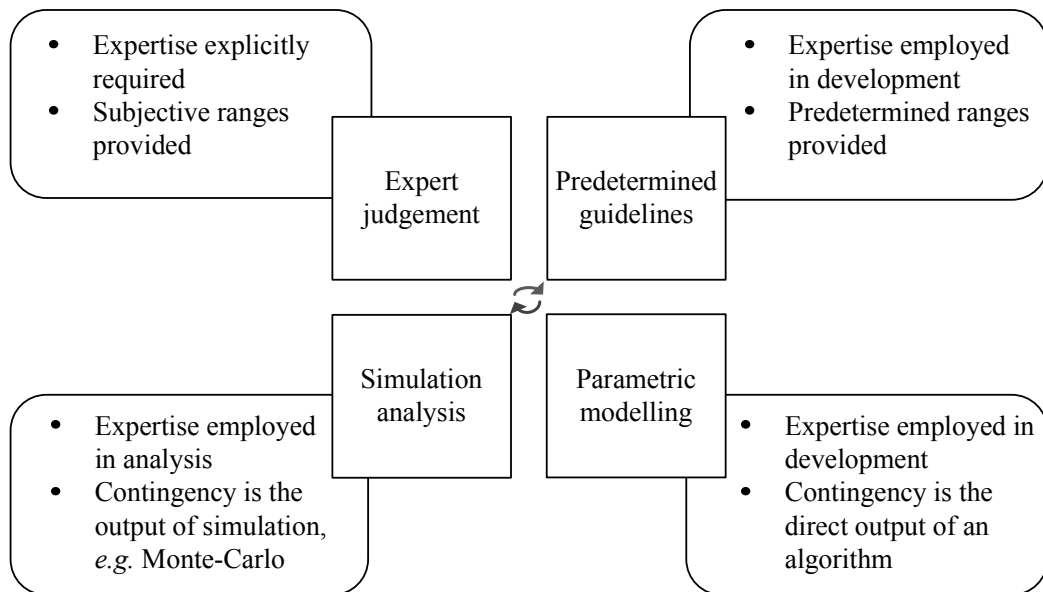 • Expertise explicitly
required
• Subjective ranges
provided
• Expertise employed
in development
• Predetermined ranges
provided
Expert
judgement
Predetermined
guidelines
Simulation
analysis
Parametric
modelling
• Expertise employed
in analysis
• Contingency is the
output of simulation,
e.g. Monte-Carlo
• Expertise employed in
development
• Contingency is the
direct output of an
algorithm